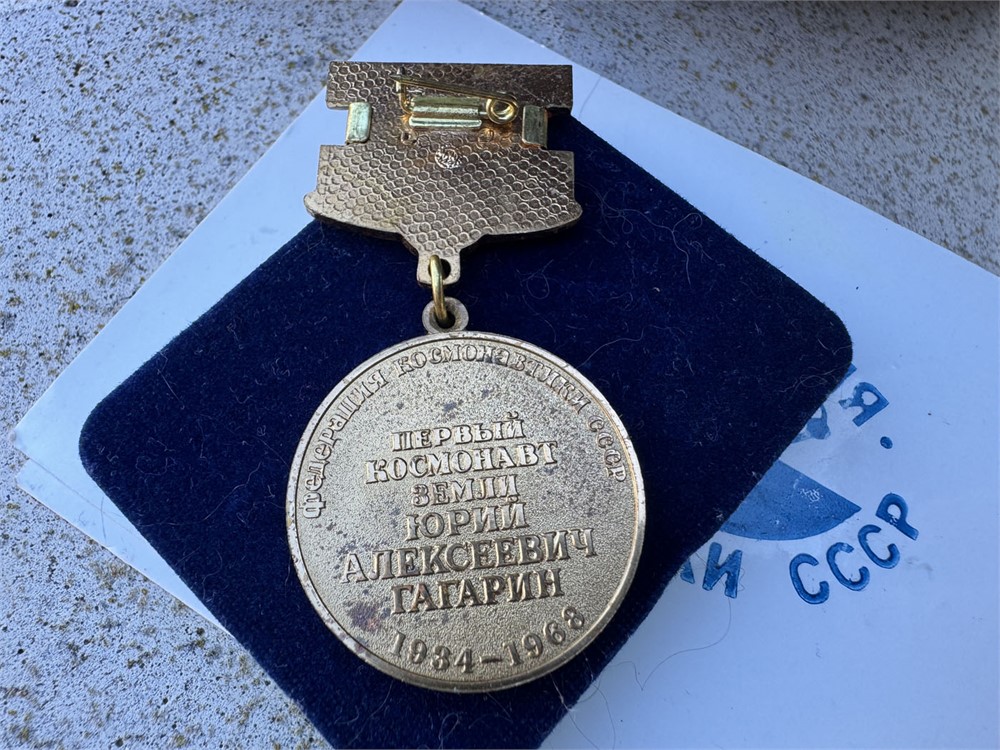 ФЕДЕРАЦИЯ КОСМОНАВТИКИ СССР
ПЕРВЫЙ
КОСМОНАВТ
ЗЕМЛИ
ЮРИЙ
АЛЕКСЕЕВИЧ
ГАГАРИН
1934–1968
СССР